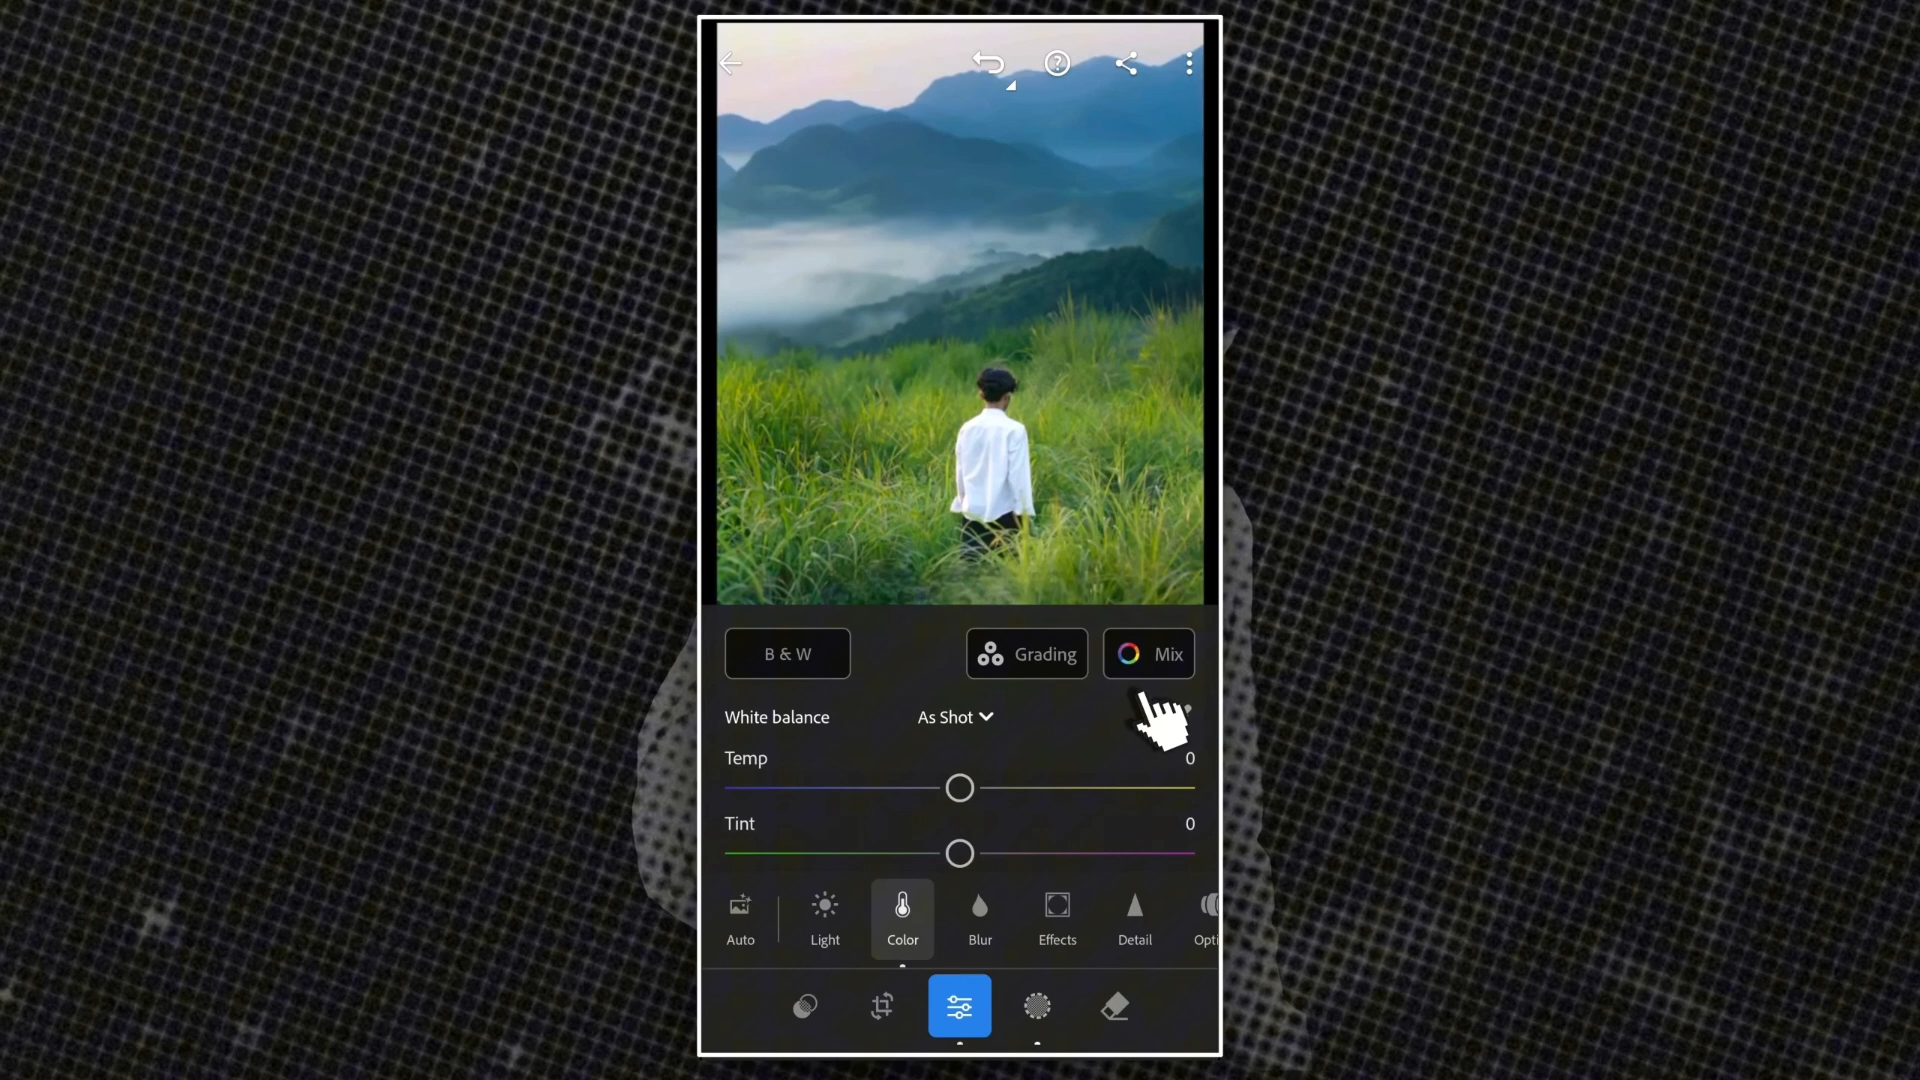 B & W
Grading
Mix
White balance
As Shot
Temp
0
Tint
0
Auto
Light
Color
Blur
Effects
Detail
Opti